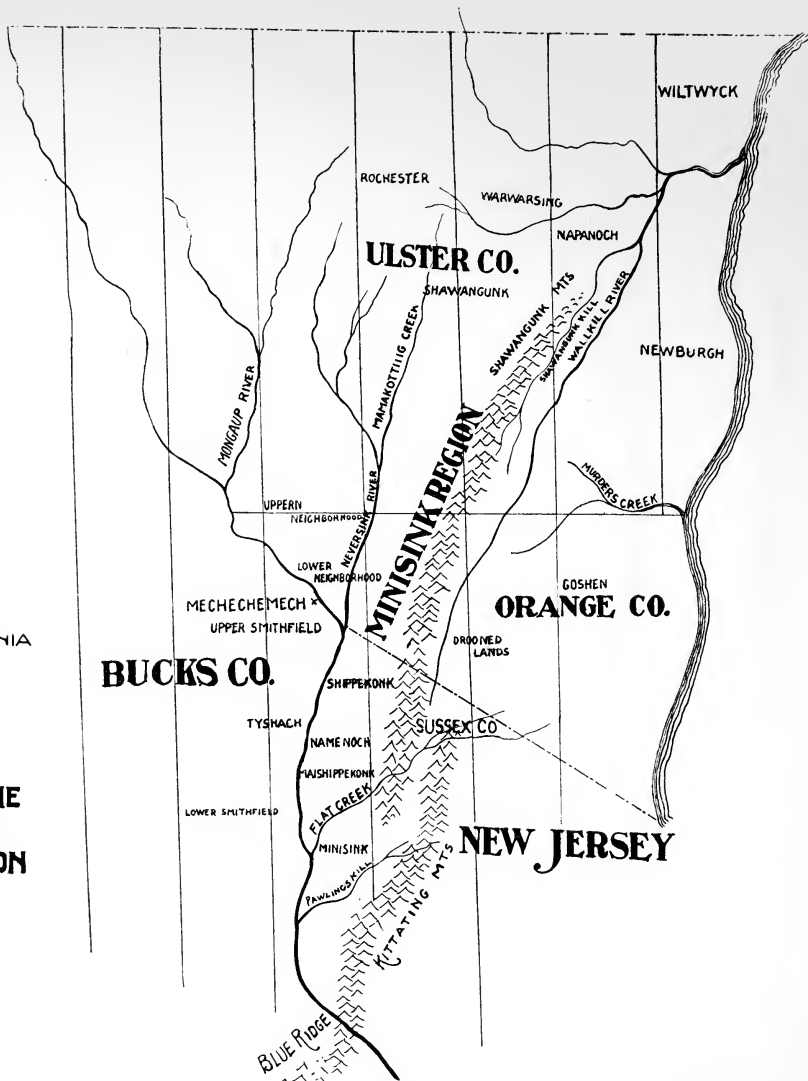 WILTWYCK
ROCHESTER
WARWARSING
NAPANOCH
ULSTER CO.
SHAWANGUNK
SHAWANGUNK MTS
SHAWANGUNK KILL
WALLKILL RIVER
NEWBURGH
MAMAKOTTING CREEK
MONGAUP RIVER
MINISINK REGION
MURDERS CREEK
UPPERN
NEIGHBORHOOD
NEVERSINK RIVER
LOWER
NEIGHBORHOOD
GOSHEN
ORANGE CO.
MECHECHEMECH X
UPPER SMITHFIELD
DROONED
LANDS
NIA
BUCKS CO.
SHIPPEKONK
TYSHACH
SUSSEX CO
NAMENOCH
MAISHIPPEKONK
FLAT CREEK
LOWER SMITHFIELD
MINISINK
NEW JERSEY
PAWLINGS KILL
KITTATING MTS
BLUE RIDGE